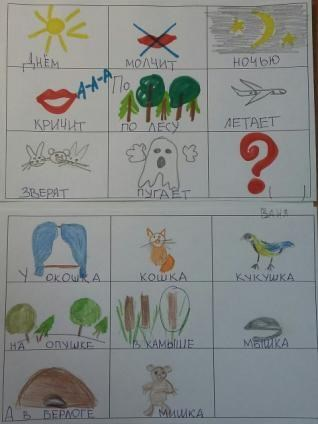 ДНЁМ
МОЛЧИТ
НОЧЬЮ
А-А-А
КРИЧИТ
По
ПО ЛЕСУ
ЛЕТАЕТ
ЗВЕРЯТ
ПУГАЕТ
? ( )
ВАНЯ
У ОКОШКА
КОШКА
КУКУШКА
НА ОПУШКЕ
В КАМЫШЕ
МЫШКА
А В БЕРЛОГЕ
МИШКА